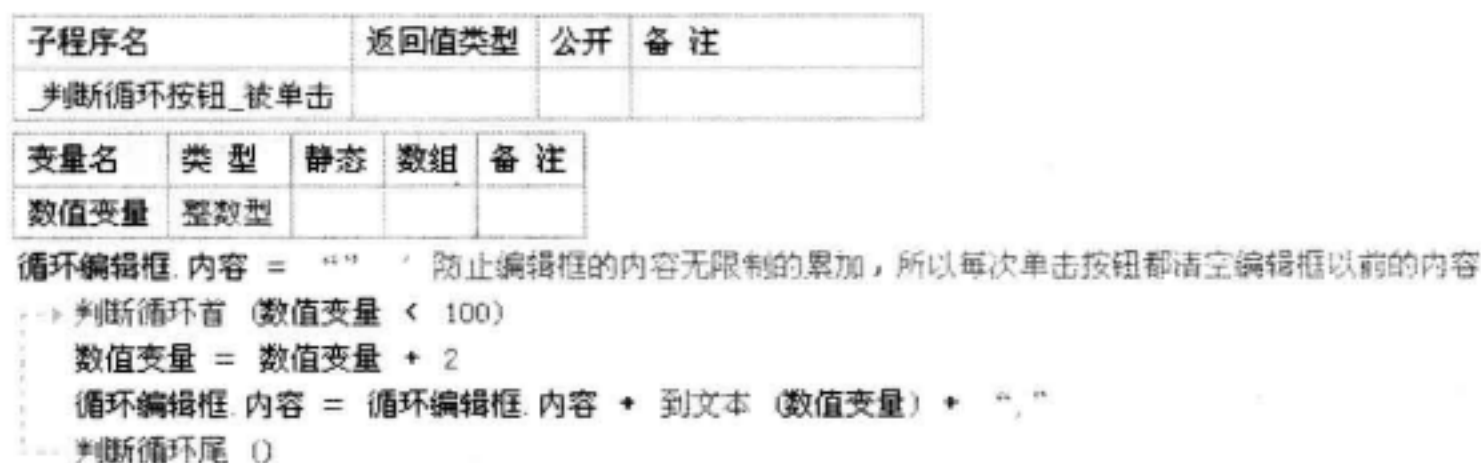 子程序名 返回值类型 公开 备 注
_判断循环按钮_被单击
变量名 类 型 静态 数组 备 注
数值变量 整数型
循环编辑框.内容 = “” ' 防止编辑框的内容无限制的累加，所以每次单击按钮都清空编辑框以前的内容
判断循环首 (数值变量 < 100)
数值变量 = 数值变量 + 2
循环编辑框.内容 = 循环编辑框.内容 + 到文本 (数值变量) + “,”
判断循环尾 ()